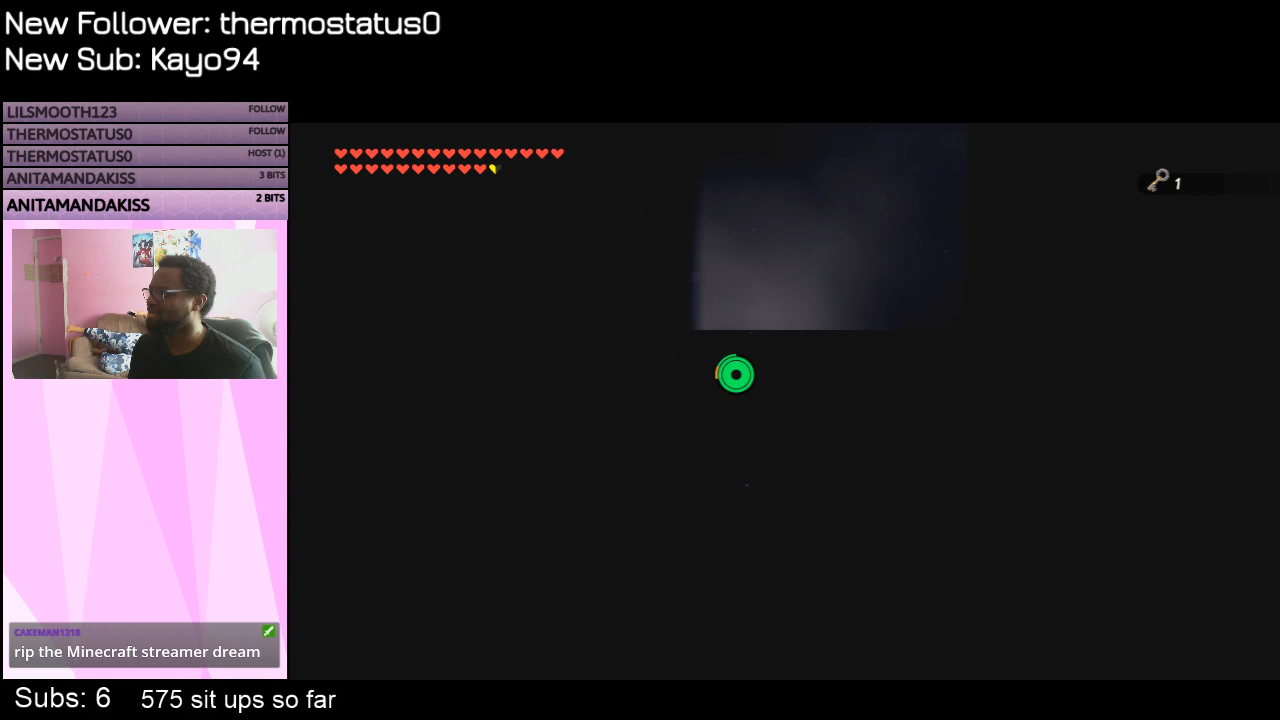 New Follower: thermostatus0
New Sub: Kayo94
LILSMOOTH123 FOLLOW
THERMOSTATUS0 FOLLOW
THERMOSTATUS0 HOST (1)
ANITAMANDAKISS 3 BITS
ANITAMANDAKISS 2 BITS
1
CAKEMAN1218
rip the Minecraft streamer dream
Subs: 6 575 sit ups so far